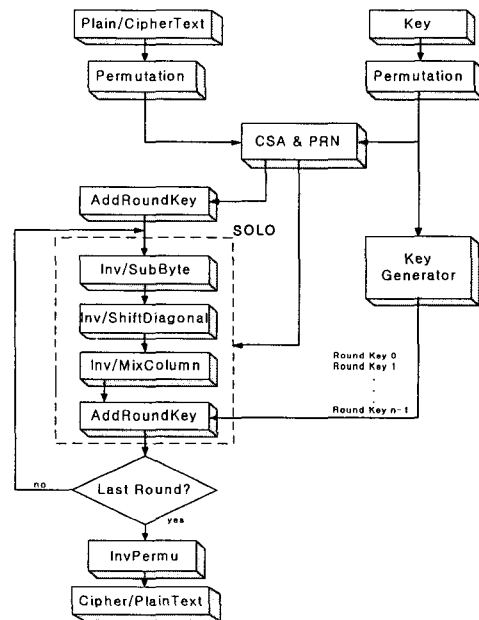 Plain/CipherText
Key
Permutation
Permutation
CSA & PRN
AddRoundKey
SOLO
Inv/SubByte
Key
Generator
Inv/ShiftDiagonal
Inv/MixColumn
Round Key 0
Round Key 1
AddRoundKey
Round Key n-1
Last Round?
no
yes
InvPermu
Cipher/PlainText